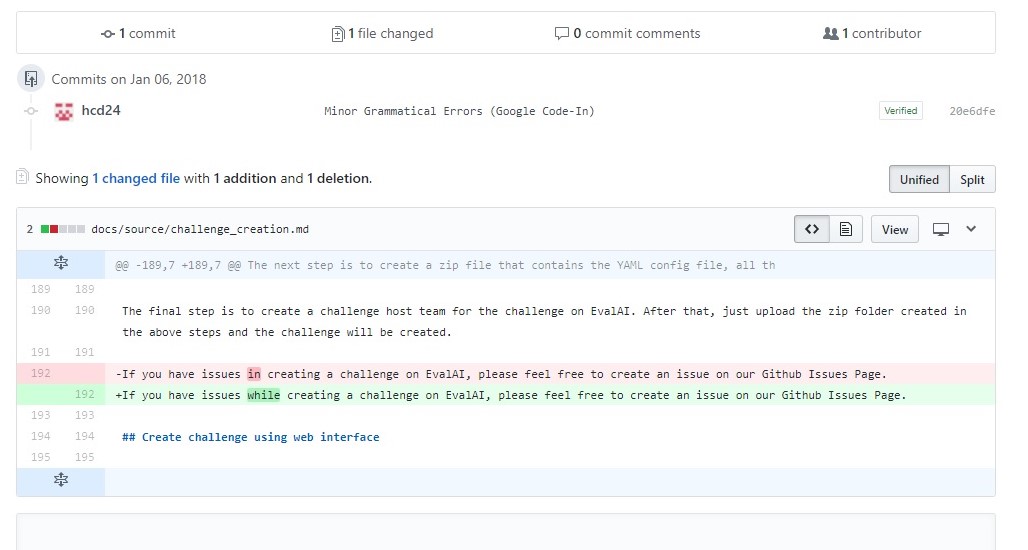 1 commit 1 file changed 0 commit comments 1 contributor
Commits on Jan 06, 2018
hcd24 Minor Grammatical Errors (Google Code-In) Verified 20e6dfe
Showing 1 changed file with 1 addition and 1 deletion. Unified Split
2 docs/source/challenge_creation.md <> View
@@ -189,7 +189,7 @@ The next step is to create a zip file that contains the YAML config file, all th
189 189
190 190 The final step is to create a challenge host team for the challenge on EvalAI. After that, just upload the zip folder created in
the above steps and the challenge will be created.
191 191
192 -If you have issues in creating a challenge on EvalAI, please feel free to create an issue on our Github Issues Page.
192 +If you have issues while creating a challenge on EvalAI, please feel free to create an issue on our Github Issues Page.
193 193
194 194 ## Create challenge using web interface
195 195